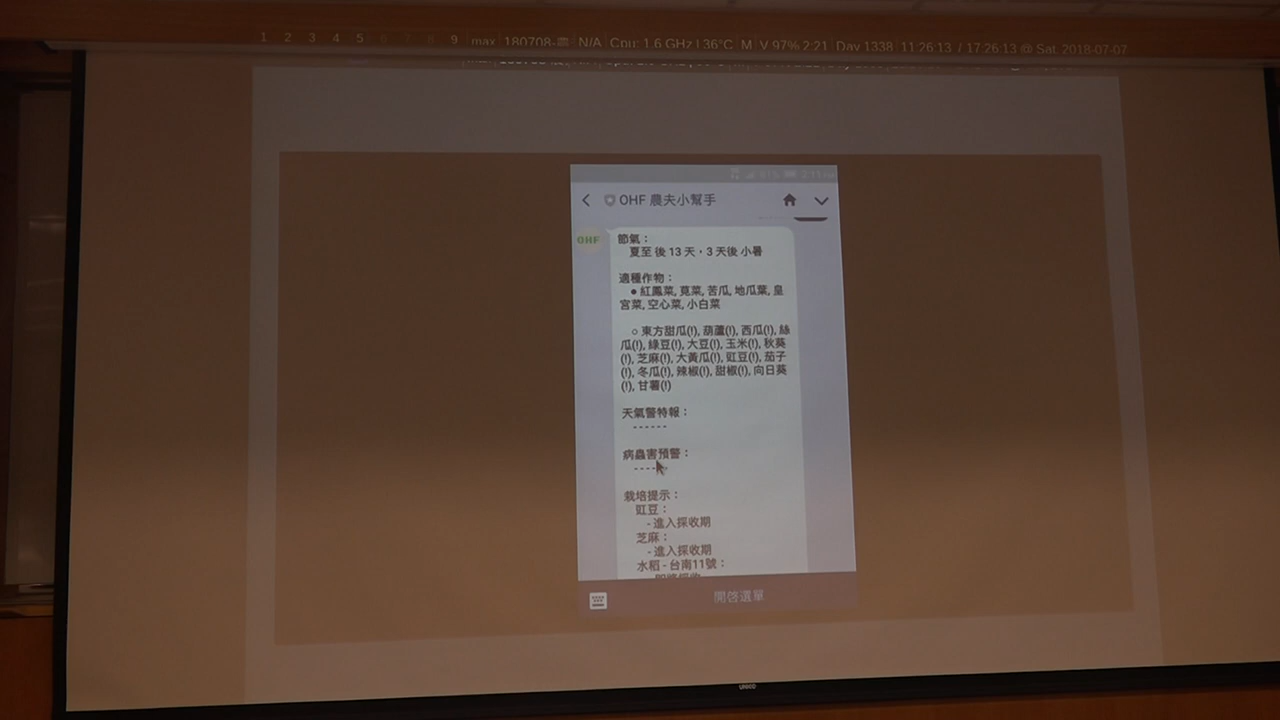 1 2 3 4 5 6 7 8 9 max 180708- N/A Cpu: 1.6 GHz | 36°C M V 97% 2:21 Day 1338 11:26:13 / 17:26:13 @ Sat, 2018-07-07
OHF 農夫小幫手
OHF
節氣：
夏至 後 13 天，3 天後 小暑
適種作物：
● 紅鳳菜, 莧菜, 苦瓜, 地瓜葉, 皇
宮菜, 空心菜, 小白菜
○ 東方甜瓜(!), 葫蘆(!), 西瓜(!), 絲
瓜(!), 綠豆(!), 大豆(!), 玉米(!), 秋葵
(!), 芝麻(!), 大黃瓜(!), 豇豆(!), 茄子
(!), 冬瓜(!), 辣椒(!), 甜椒(!), 向日葵
(!), 甘薯(!)
天氣警特報：
------
病蟲害預警：
------
栽培提示：
豇豆：
- 進入採收期
芝麻：
- 進入採收期
水稻 - 台南11號：
開啓選單